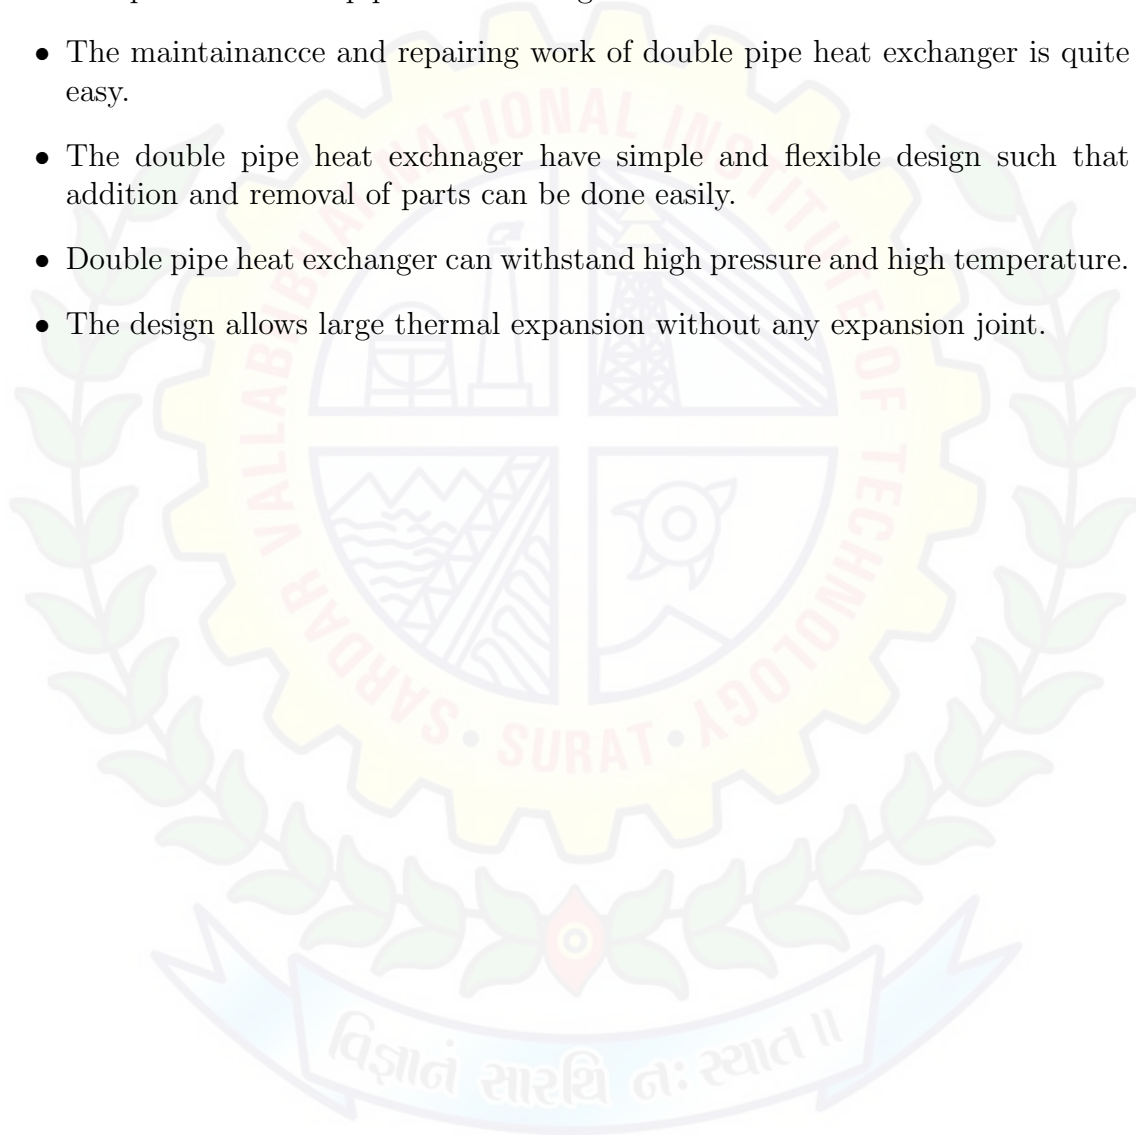 • The maintainancce and repairing work of double pipe heat exchanger is quite
easy.
• The double pipe heat exchnager have simple and flexible design such that
addition and removal of parts can be done easily.
• Double pipe heat exchanger can withstand high pressure and high temperature.
• The design allows large thermal expansion without any expansion joint.
SARDAR VALLABHBHAI NATIONAL INSTITUTE OF TECHNOLOGY
• SURAT •
વિજ્ઞાનં સારથિ નઃ સ્યાત ॥